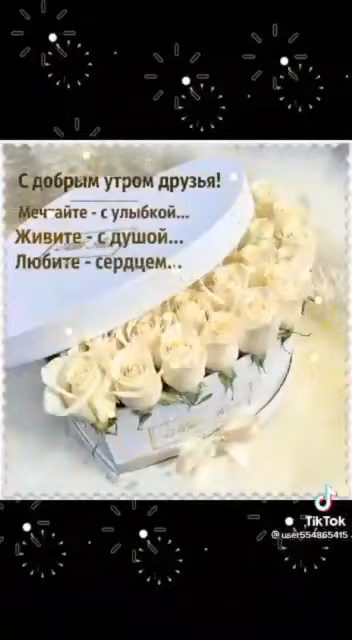 С добрым утром друзья!
Мечтайте - с улыбкой...
Живите - с душой...
Любите - сердцем...
TikTok
@user554865415